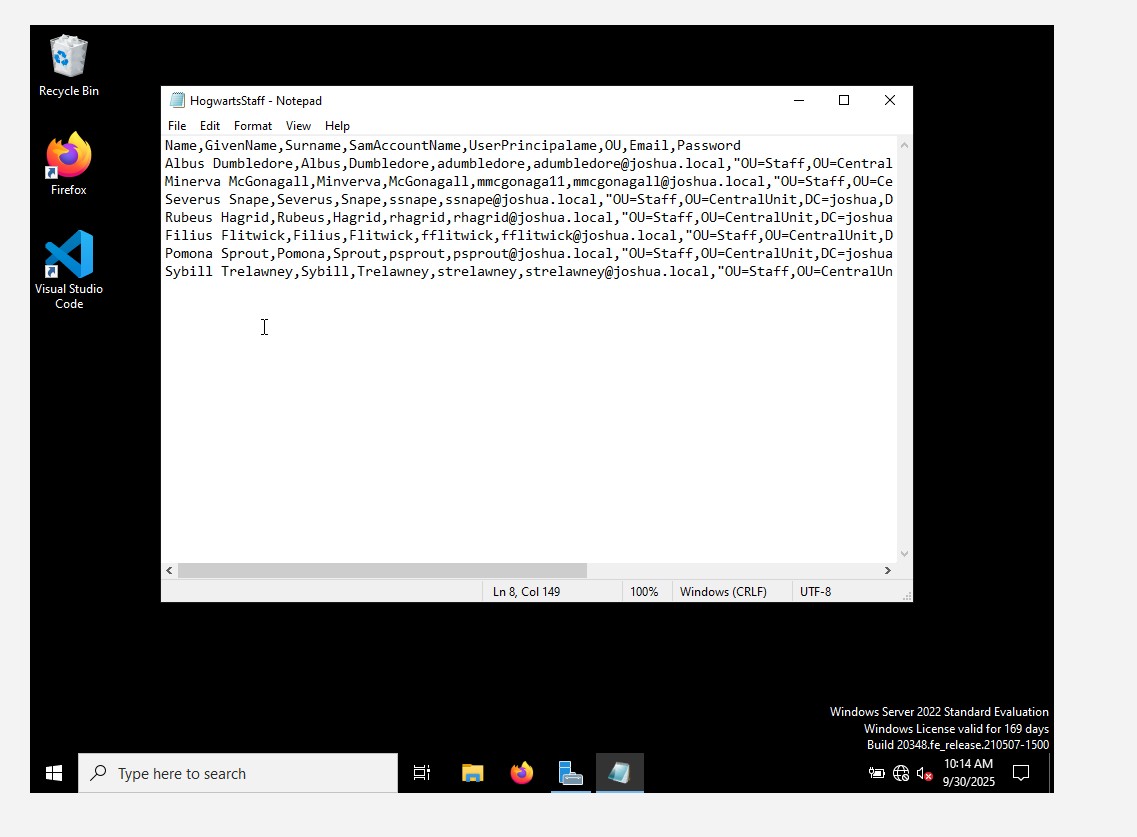 Recycle Bin
Firefox
Visual Studio
Code
HogwartsStaff - Notepad
File Edit Format View Help
Name,GivenName,Surname,SamAccountName,UserPrincipalame,OU,Email,Password
Albus Dumbledore,Albus,Dumbledore,adumbledore,adumbledore@joshua.local,"OU=Staff,OU=Central
Minerva McGonagall,Minverva,McGonagall,mmcgonaga11,mmcgonagall@joshua.local,"OU=Staff,OU=Ce
Severus Snape,Severus,Snape,ssnape,ssnape@joshua.local,"OU=Staff,OU=CentralUnit,DC=joshua,D
Rubeus Hagrid,Rubeus,Hagrid,rhagrid,rhagrid@joshua.local,"OU=Staff,OU=CentralUnit,DC=joshua
Filius Flitwick,Filius,Flitwick,fflitwick,fflitwick@joshua.local,"OU=Staff,OU=CentralUnit,D
Pomona Sprout,Pomona,Sprout,psprout,psprout@joshua.local,"OU=Staff,OU=CentralUnit,DC=joshua
Sybill Trelawney,Sybill,Trelawney,strelawney,strelawney@joshua.local,"OU=Staff,OU=CentralUn
Ln 8, Col 149 100% Windows (CRLF) UTF-8
Windows Server 2022 Standard Evaluation
Windows License valid for 169 days
Build 20348.fe_release.210507-1500
Type here to search
10:14 AM
9/30/2025